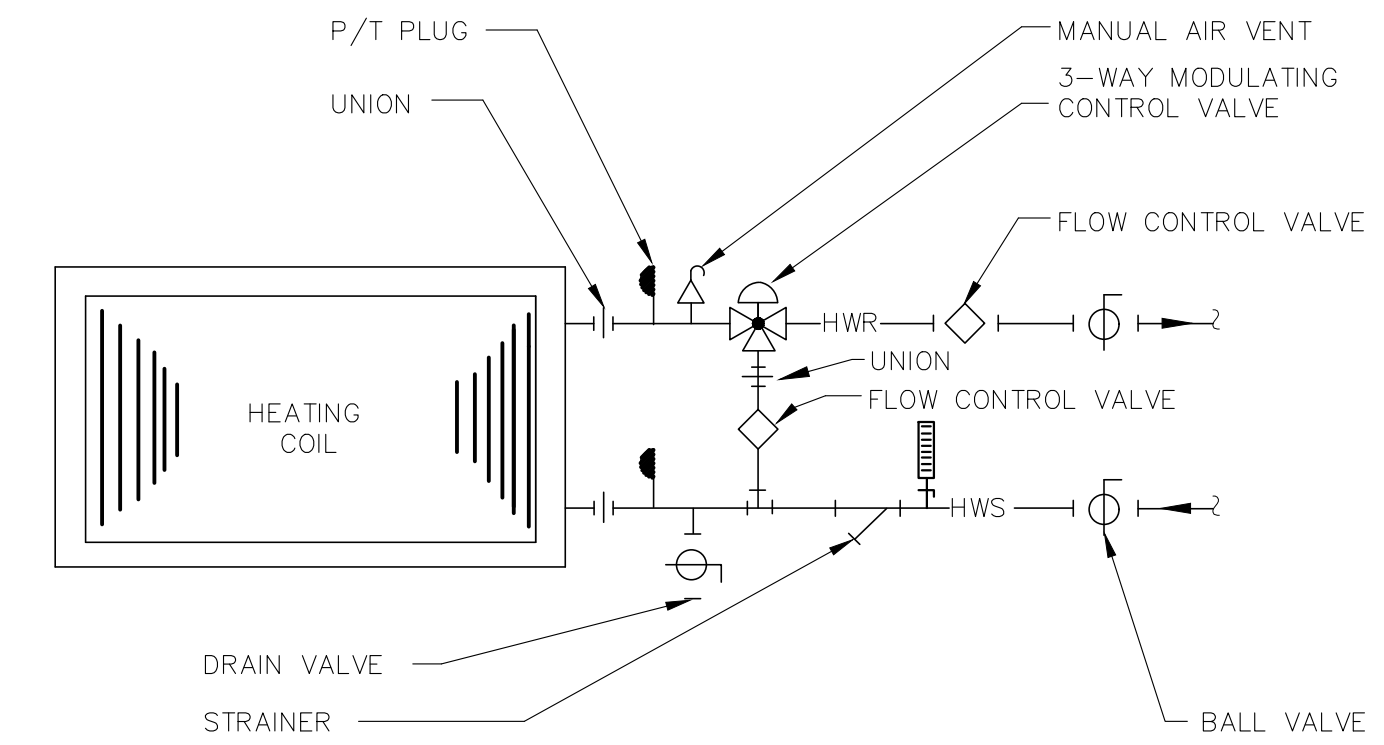 P/T PLUG
MANUAL AIR VENT
3-WAY MODULATING
CONTROL VALVE
UNION
FLOW CONTROL VALVE
HWR
UNION
FLOW CONTROL VALVE
HEATING
COIL
HWS
DRAIN VALVE
STRAINER
BALL VALVE